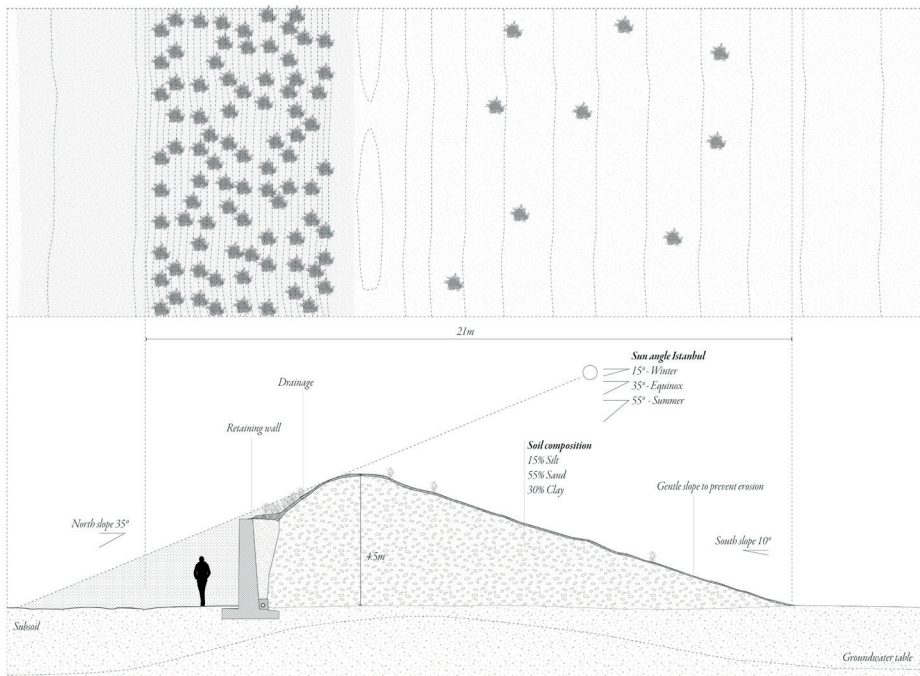 21m
Sun angle Istanbul
15º - Winter
35º - Equinox
55º - Summer
Drainage
Retaining wall
Soil composition
15% Silt
55% Sand
30% Clay
Gentle slope to prevent erosion
North slope 35º
South slope 10º
4.5m
Subsoil
Groundwater table